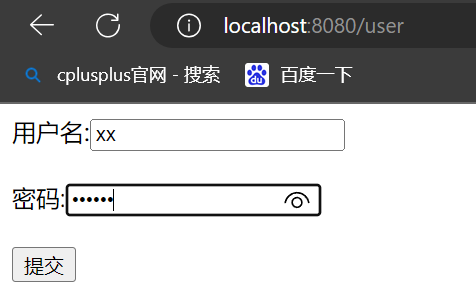 localhost:8080/user
cplusplus官网 - 搜索 百度一下
用户名: xx
密码: ••••••
提交